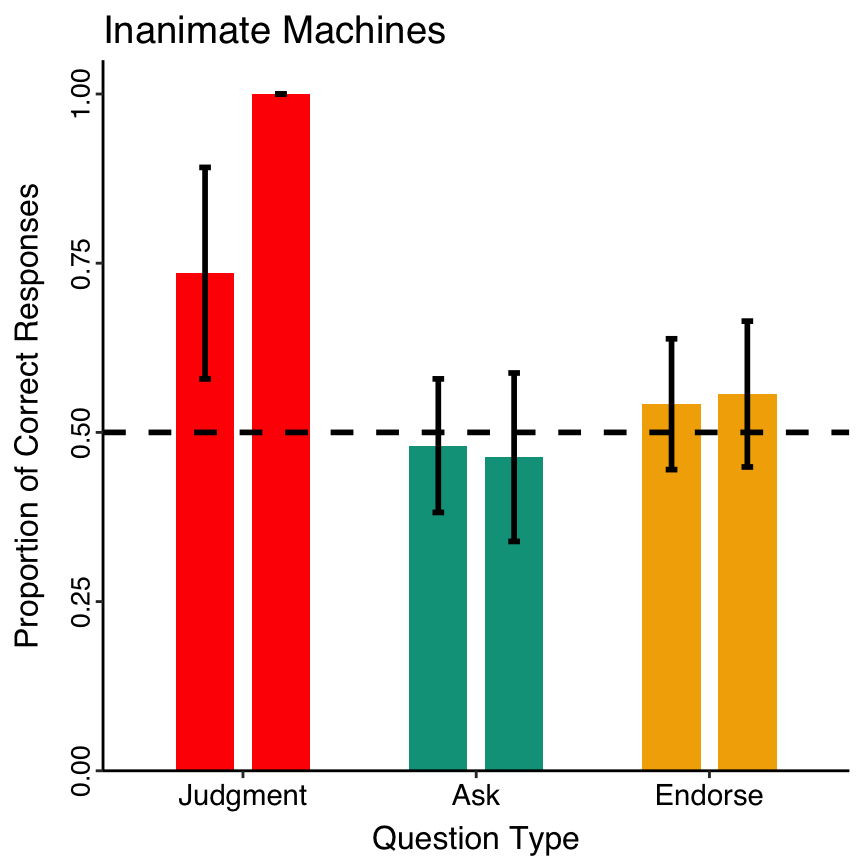 Inanimate Machines
Proportion of Correct Responses
1.00
0.75
0.50
0.25
0.00
Judgment
Ask
Endorse
Question Type